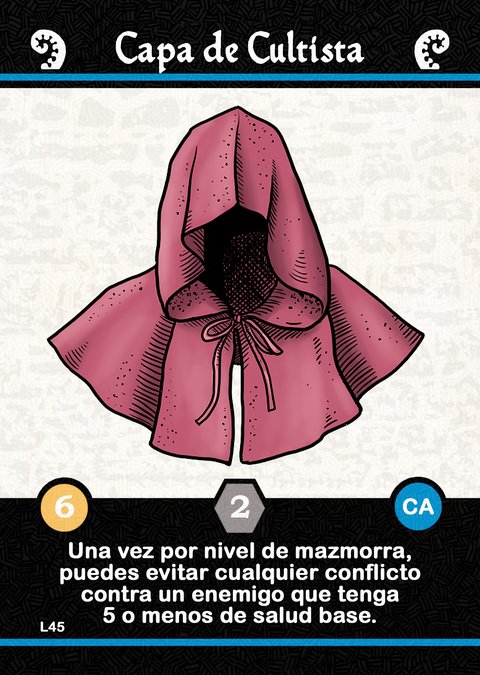 Capa de Cultista
6
2
CA
Una vez por nivel de mazmorra,
puedes evitar cualquier conflicto
contra un enemigo que tenga
5 o menos de salud base.
L45